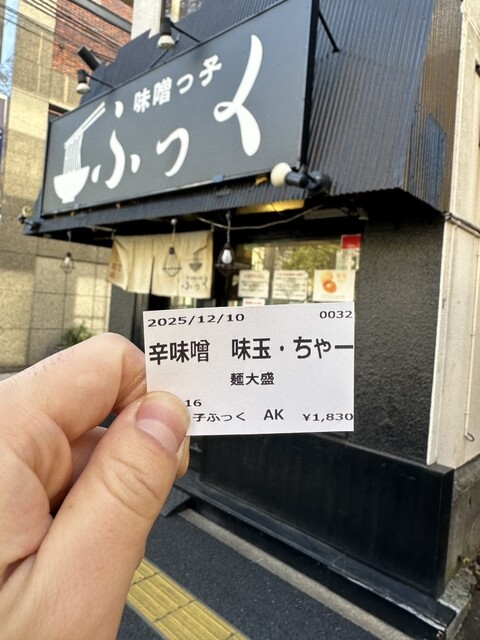 味噌っ子
ふっく
2025/12/10 0032
辛味噌 味玉・ちゃー
麺大盛
16
子ふっく AK ¥1,830